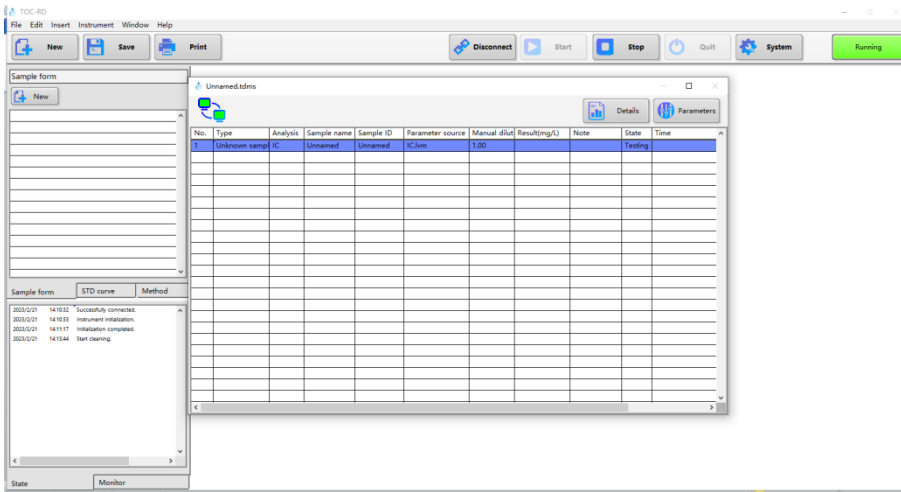 TOC-RD
File Edit Insert Instrument Window Help
New Save Print Disconnect Start Stop Quit System Running
Sample form
New
Sample form STD curve Method
2023/2/21 14:10:32 Successfully connected.
2023/2/21 14:10:33 Instrument initialization.
2023/2/21 14:11:17 Initialization completed.
2023/2/21 14:13:44 Start cleaning.
State Monitor
Unnamed.tdms
Details Parameters
No. Type Analysis Sample name Sample ID Parameter source Manual dilut Result(mg/L) Note State Time
1 Unknown sampl IC Unnamed Unnamed IC.lvm 1.00 Testing